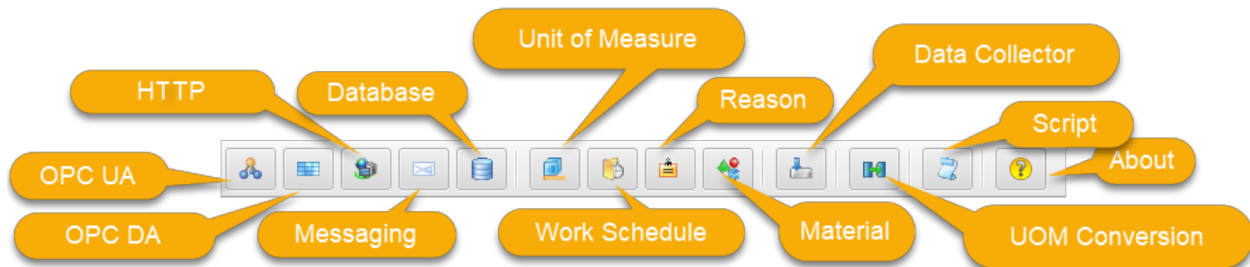 Unit of Measure
Data Collector
HTTP
Database
Reason
Script
OPC UA
About
OPC DA
Messaging
Work Schedule
Material
UOM Conversion